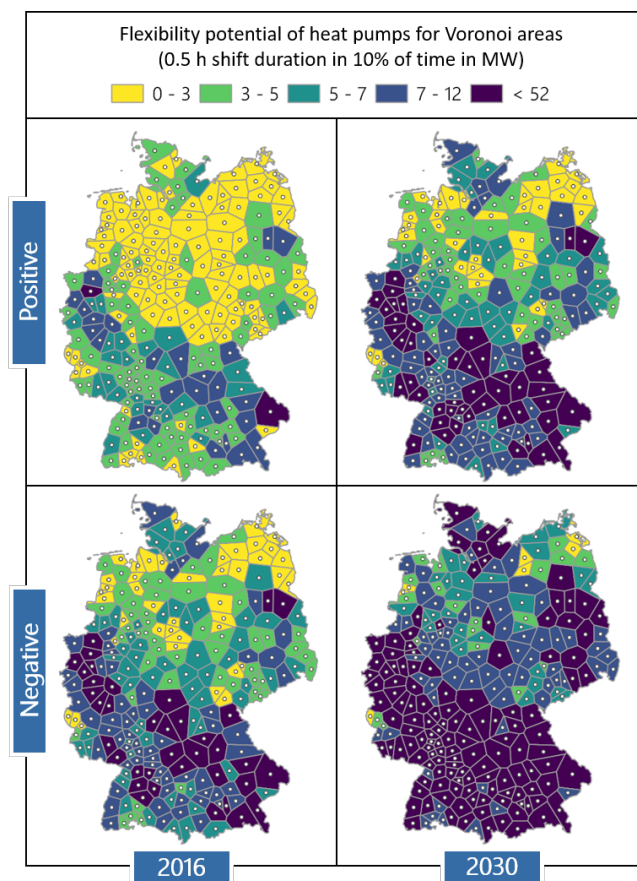 Flexibility potential of heat pumps for Voronoi areas
(0.5 h shift duration in 10% of time in MW)
0 - 3 3 - 5 5 - 7 7 - 12 < 52
Positive
Negative
2016 2030